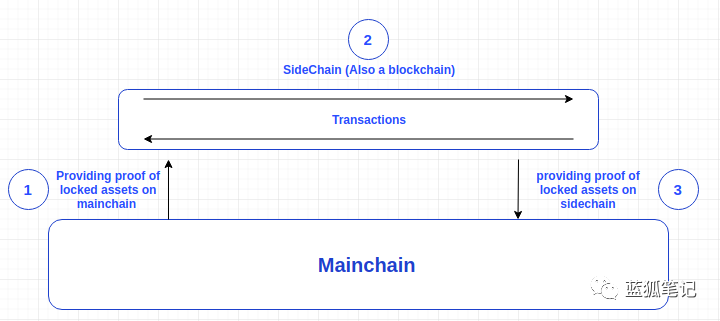 2
SideChain (Also a blockchain)
Transactions
1
Providing proof of
locked assets on
mainchain
providing proof of
locked assets on
sidechain
3
Mainchain
蓝狐笔记